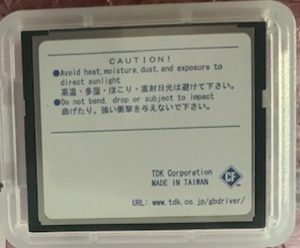 CAUTION!
●Avoid heat, moisture, dust, and exposure to
direct sunlight
高温・多湿・ほこり・直射日光は避けて下さい。
●Do not bend, drop or subject to impact
曲げたり、強い衝撃を与えないで下さい。
TDK Corporation
MADE IN TAIWAN
CF
URL: www.tdk.co.jp/gbdriver/